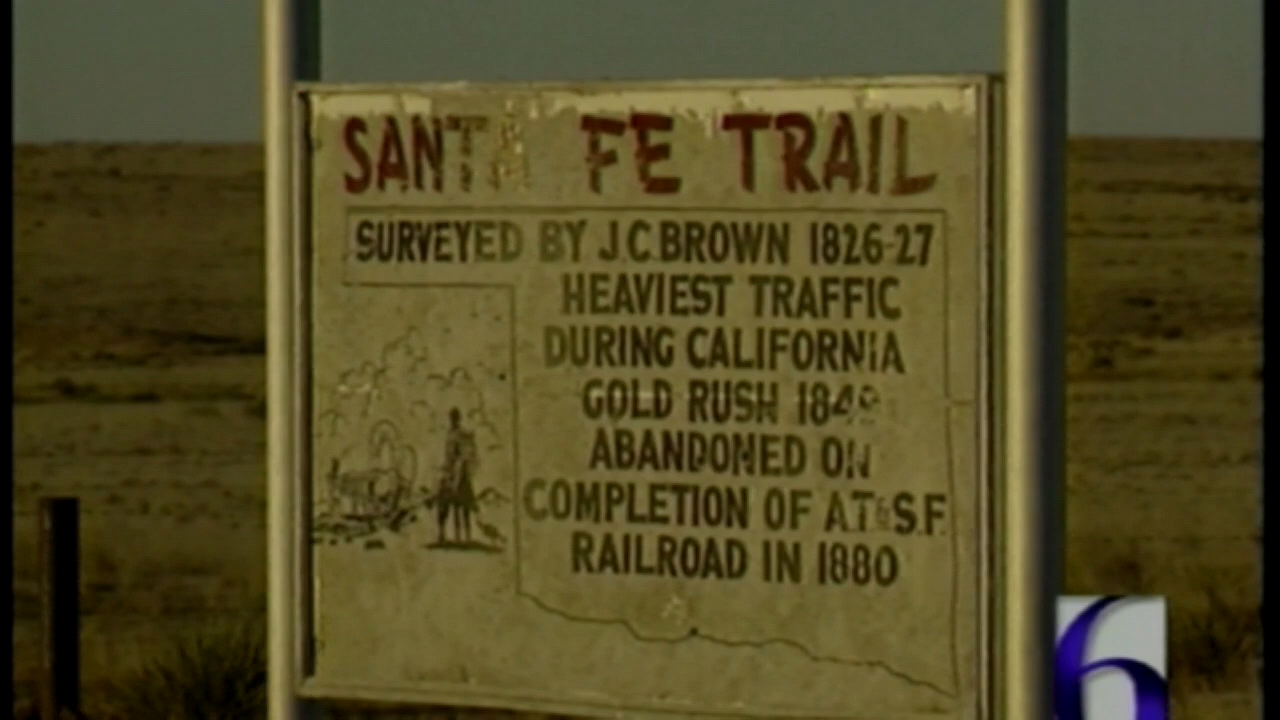 SANTA FE TRAIL
SURVEYED BY J.C.BROWN 1826-27
HEAVIEST TRAFFIC
DURING CALIFORNIA
GOLD RUSH 1849
ABANDONED ON
COMPLETION OF A.T.&S.F.
RAILROAD IN 1880
6